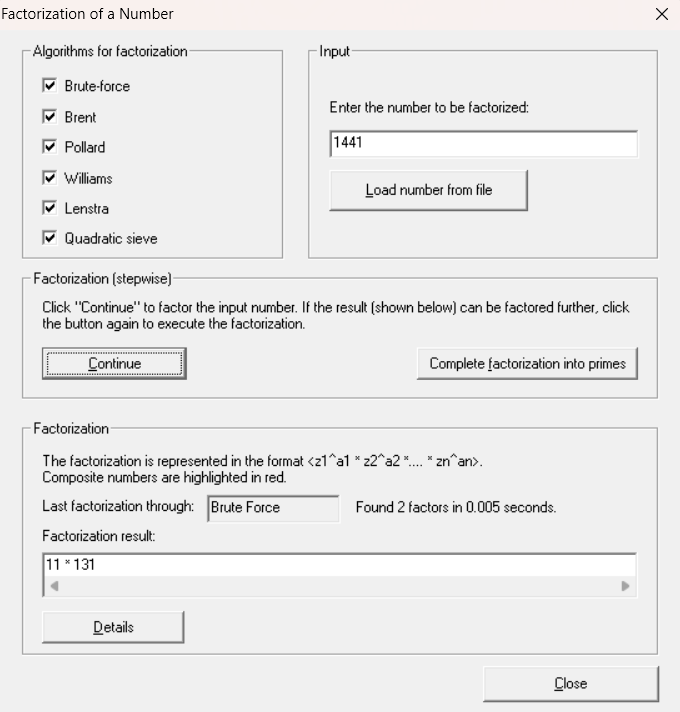 Factorization of a Number
Algorithms for factorization
Brute-force
Brent
Pollard
Williams
Lenstra
Quadratic sieve
Input
Enter the number to be factorized:
1441
Load number from file
Factorization (stepwise)
Click "Continue" to factor the input number. If the result (shown below) can be factored further, click
the button again to execute the factorization.
Continue
Complete factorization into primes
Factorization
The factorization is represented in the format <z1^a1 * z2^a2 *.... * zn^an>.
Composite numbers are highlighted in red.
Last factorization through: Brute Force Found 2 factors in 0.005 seconds.
Factorization result:
11 * 131
Details
Close